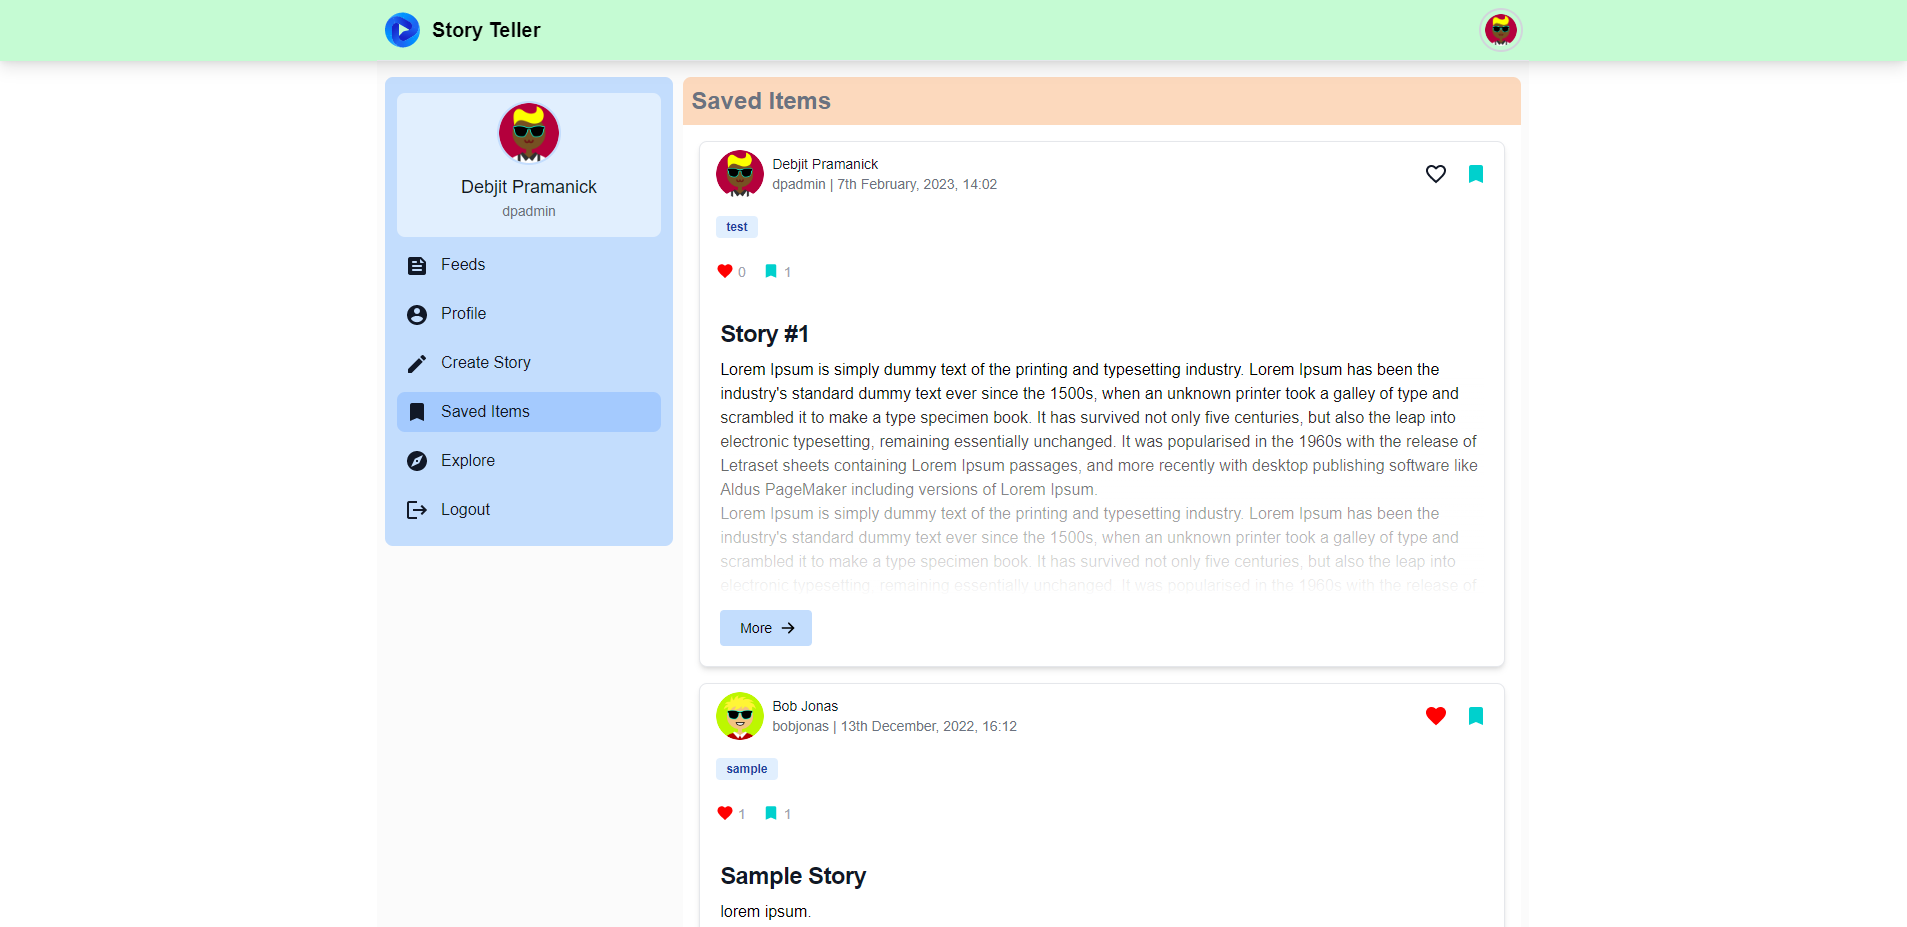 Story Teller
Debjit Pramanick
dpadmin
Feeds
Profile
Create Story
Saved Items
Explore
Logout
Saved Items
Debjit Pramanick
dpadmin | 7th February, 2023, 14:02
test
0 1
Story #1
Lorem Ipsum is simply dummy text of the printing and typesetting industry. Lorem Ipsum has been the
industry's standard dummy text ever since the 1500s, when an unknown printer took a galley of type and
scrambled it to make a type specimen book. It has survived not only five centuries, but also the leap into
electronic typesetting, remaining essentially unchanged. It was popularised in the 1960s with the release of
Letraset sheets containing Lorem Ipsum passages, and more recently with desktop publishing software like
Aldus PageMaker including versions of Lorem Ipsum.
Lorem Ipsum is simply dummy text of the printing and typesetting industry. Lorem Ipsum has been the
industry's standard dummy text ever since the 1500s, when an unknown printer took a galley of type and
scrambled it to make a type specimen book. It has survived not only five centuries, but also the leap into
electronic typesetting, remaining essentially unchanged. It was popularised in the 1960s with the release of
More
Bob Jonas
bobjonas | 13th December, 2022, 16:12
sample
1 1
Sample Story
lorem ipsum.